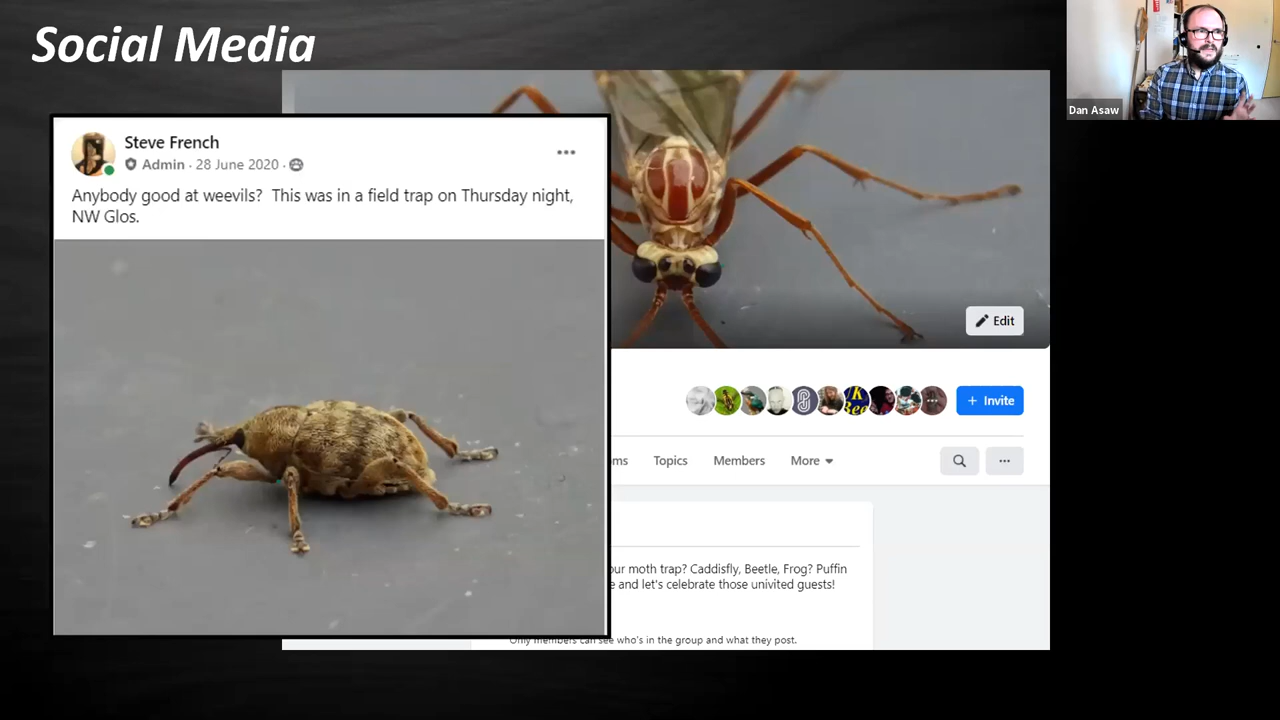 Social Media
Dan Asaw
Steve French
Admin · 28 June 2020 ·
Anybody good at weevils? This was in a field trap on Thursday night,
NW Glos.
Edit
Invite
Topics
Members
More
moth trap? Caddisfly, Beetle, Frog? Puffin
and let's celebrate those univited guests!
Only members can see who's in the group and what they post.